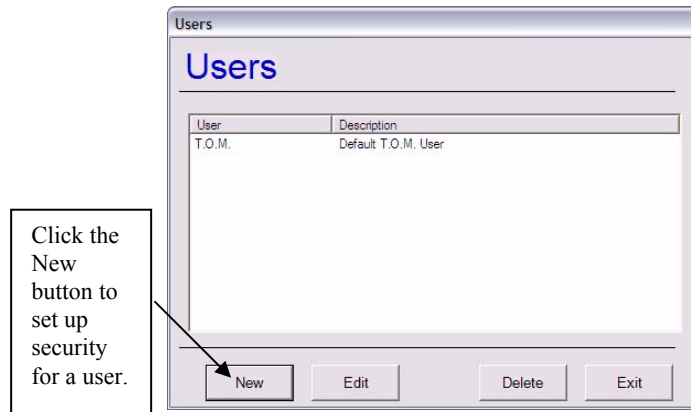 Users
Users
User Description
T.O.M. Default T.O.M. User
Click the
New
button to
set up
security
for a user.
New Edit Delete Exit